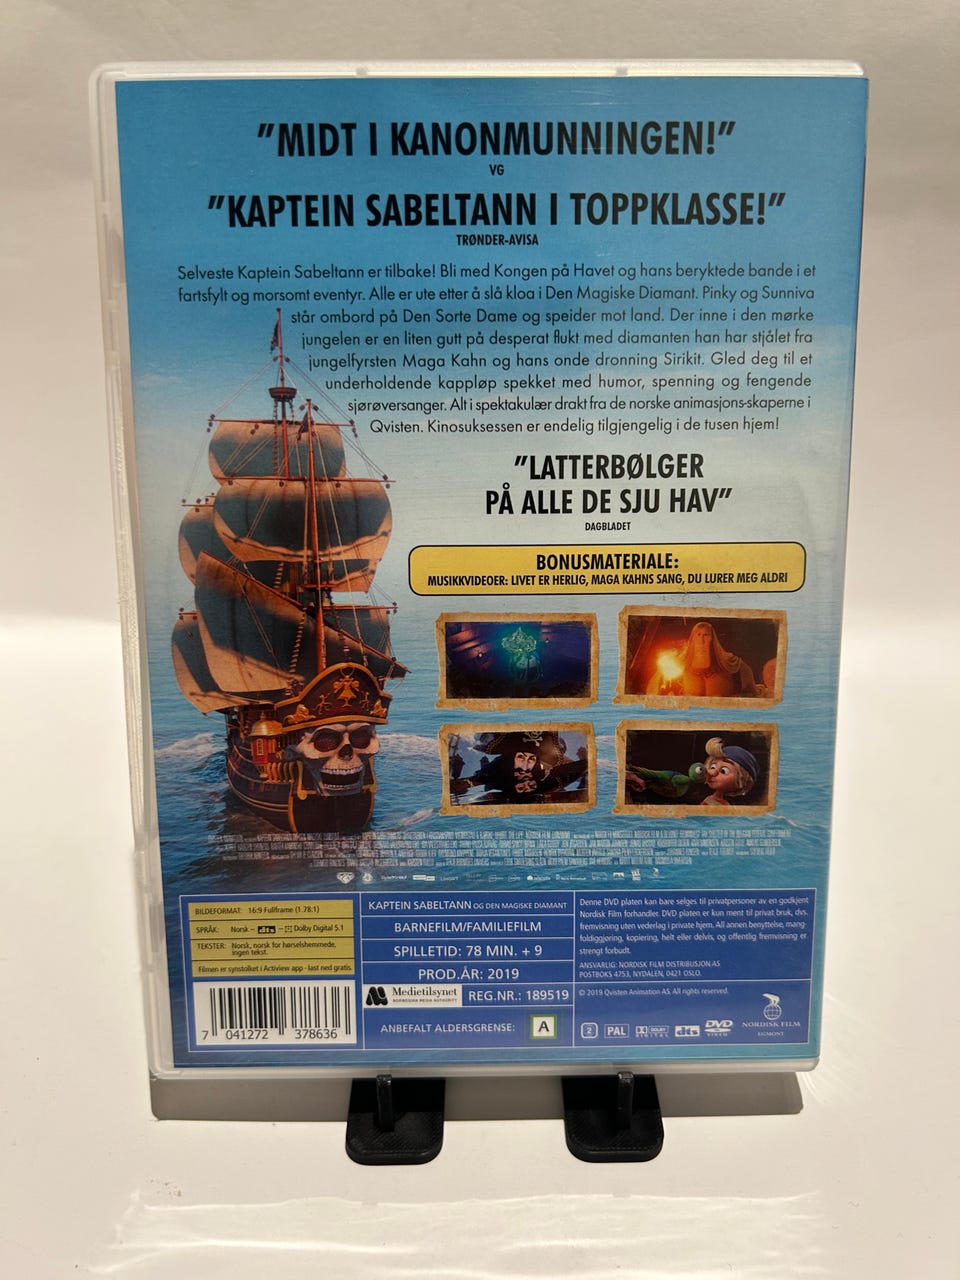 "MIDT I KANONMUNNINGEN!"
VG
"KAPTEIN SABELTANN I TOPPKLASSE!"
TRØNDER-AVISA
Selveste Kaptein Sabeltann er tilbake! Bli med Kongen på Havet og hans beryktede bande i et
fartsfylt og morsomt eventyr. Alle er ute etter å slå kloa i Den Magiske Diamant. Pinky og Sunniva
står ombord på Den Sorte Dame og speider mot land. Der inne i den mørke
jungelen er en liten gutt på desperat flukt med diamanten han har stjålet fra
jungelfyrsten Maga Kahn og hans onde dronning Sirikit. Gled deg til et
underholdende kappløp spekket med humor, spenning og fengende
sjørøversanger. Alt i spektakulær drakt fra de norske animasjons-skaperne i
Qvisten. Kinosuksessen er endelig tilgjengelig i de tusen hjem!
"LATTERBØLGER
PÅ ALLE DE SJU HAV"
DAGBLADET
BONUSMATERIALE:
MUSIKKVIDEOER: LIVET ER HERLIG, MAGA KAHNS SANG, DU LURER MEG ALDRI
BILDEFORMAT: 16:9 Fullframe (1.78:1)
SPRÅK: Norsk - dts - Dolby Digital 5.1
TEKSTER: Norsk, norsk for hørselshemmede,
ingen tekst.
Filmen er synstolket i Actiview app - last ned gratis.
7 041272 378636
KAPTEIN SABELTANN OG DEN MAGISKE DIAMANT
BARNEFILM/FAMILIEFILM
SPILLETID: 78 MIN. + 9
PROD.ÅR: 2019
Medietilsynet
NORWEGIAN MEDIA AUTHORITY
REG.NR.: 189519
ANBEFALT ALDERSGRENSE: A
Denne DVD platen kan bare selges til privatpersoner av en godkjent
Nordisk Film forhandler. DVD platen er kun ment til privat bruk, dvs.
fremvisning uten vederlag i private hjem. All annen benyttelse, mang-
foldiggjøring, kopiering, helt eller delvis, og offentlig fremvisning er
strengt forbudt.
ANSVARLIG: NORDISK FILM DISTRIBUSJON AS
POSTBOKS 4753, NYDALEN, 0421 OSLO.
© 2019 Qvisten Animation AS. All rights reserved.
2 PAL DOLBY DIGITAL dts DVD VIDEO
NORDISK FILM
EGMONT